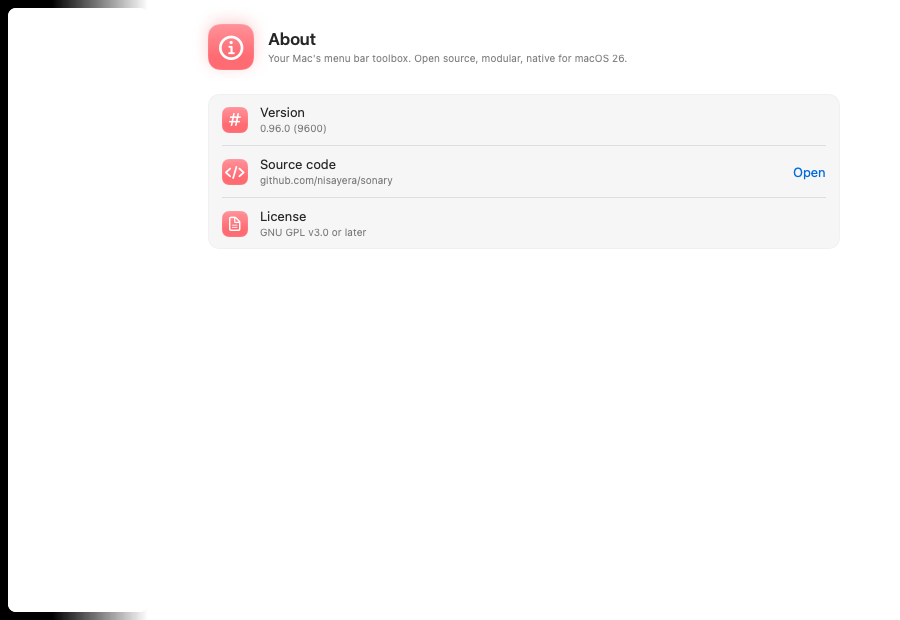 About
Your Mac's menu bar toolbox. Open source, modular, native for macOS 26.
Version
0.96.0 (9600)
Source code
github.com/nisayera/sonary
Open
License
GNU GPL v3.0 or later